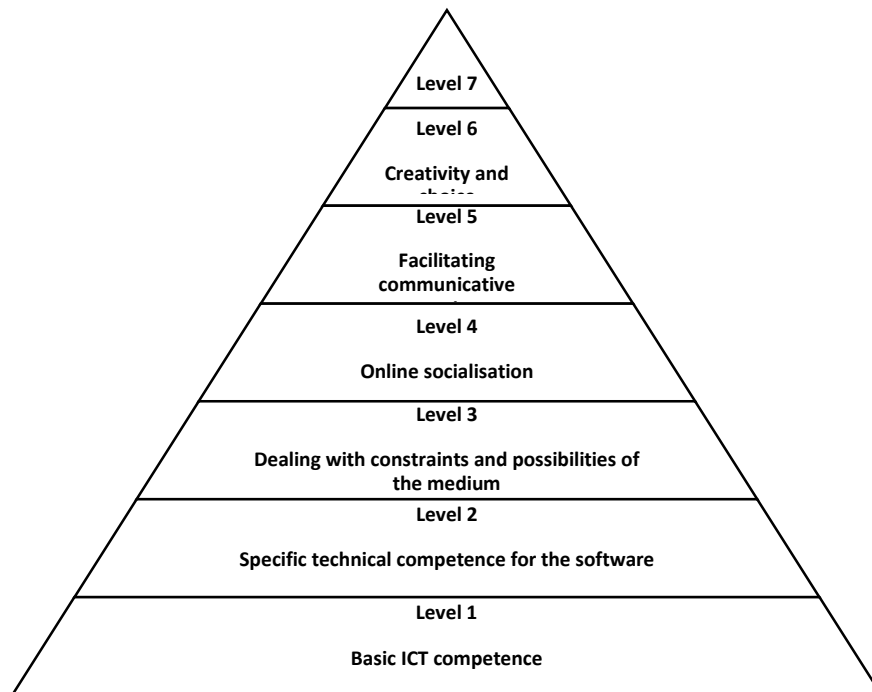 Level 7
Level 6
Creativity and
Level 5
Facilitating
communicative
Level 4
Online socialisation
Level 3
Dealing with constraints and possibilities of
the medium
Level 2
Specific technical competence for the software
Level 1
Basic ICT competence